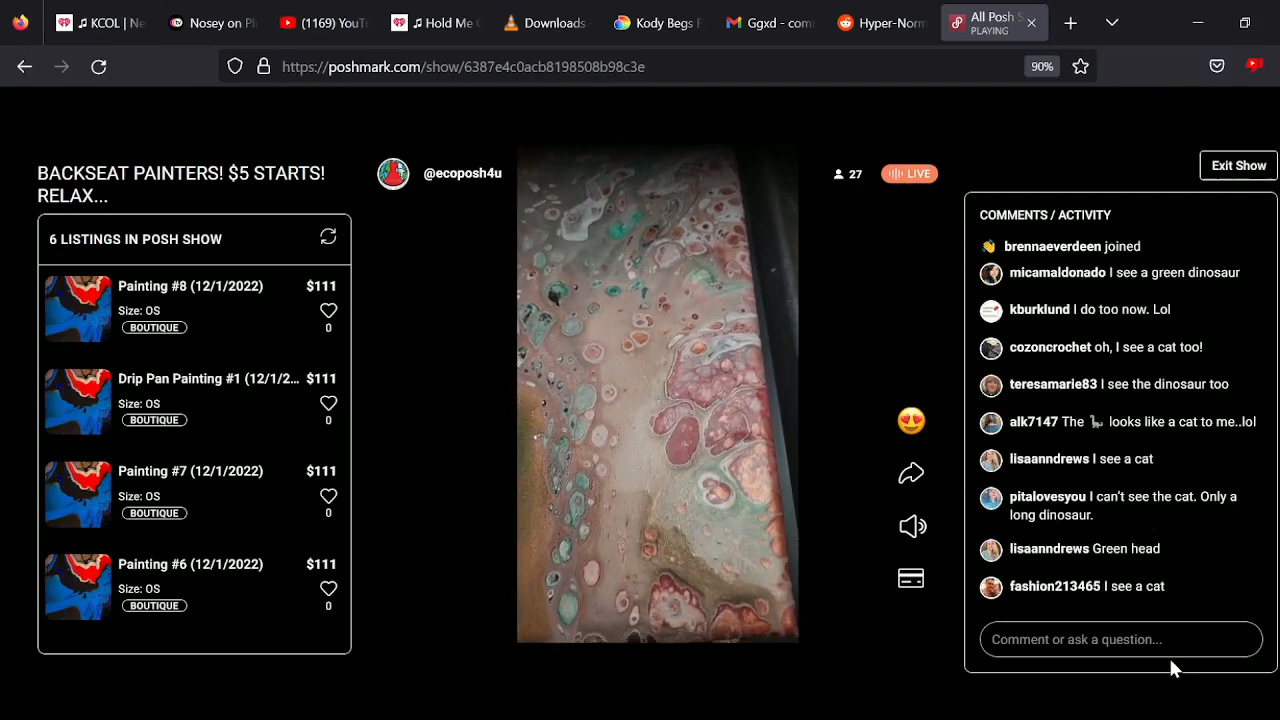 KCOL | Ne
Nosey on Pl
(1169) YouT
Hold Me C
Downloads
Kody Begs F
Ggxd - com
Hyper-Norm
All Posh S
PLAYING
https://poshmark.com/show/6387e4c0acb8198508b98c3e
90%
BACKSEAT PAINTERS! $5 STARTS!
RELAX...
6 LISTINGS IN POSH SHOW
Painting #8 (12/1/2022) $111
Size: OS
BOUTIQUE
0
Drip Pan Painting #1 (12/1/2... $111
Size: OS
BOUTIQUE
0
Painting #7 (12/1/2022) $111
Size: OS
BOUTIQUE
0
Painting #6 (12/1/2022) $111
Size: OS
BOUTIQUE
0
@ecoposh4u
27
LIVE
Exit Show
COMMENTS / ACTIVITY
👏 brennaeverdeen joined
micamaldonado I see a green dinosaur
kburklund I do too now. Lol
cozoncrochet oh, I see a cat too!
teresamarie83 I see the dinosaur too
alk7147 The 🦕 looks like a cat to me..lol
lisaanndrews I see a cat
pitalovesyou I can't see the cat. Only a
long dinosaur.
lisaanndrews Green head
fashion213465 I see a cat
Comment or ask a question...